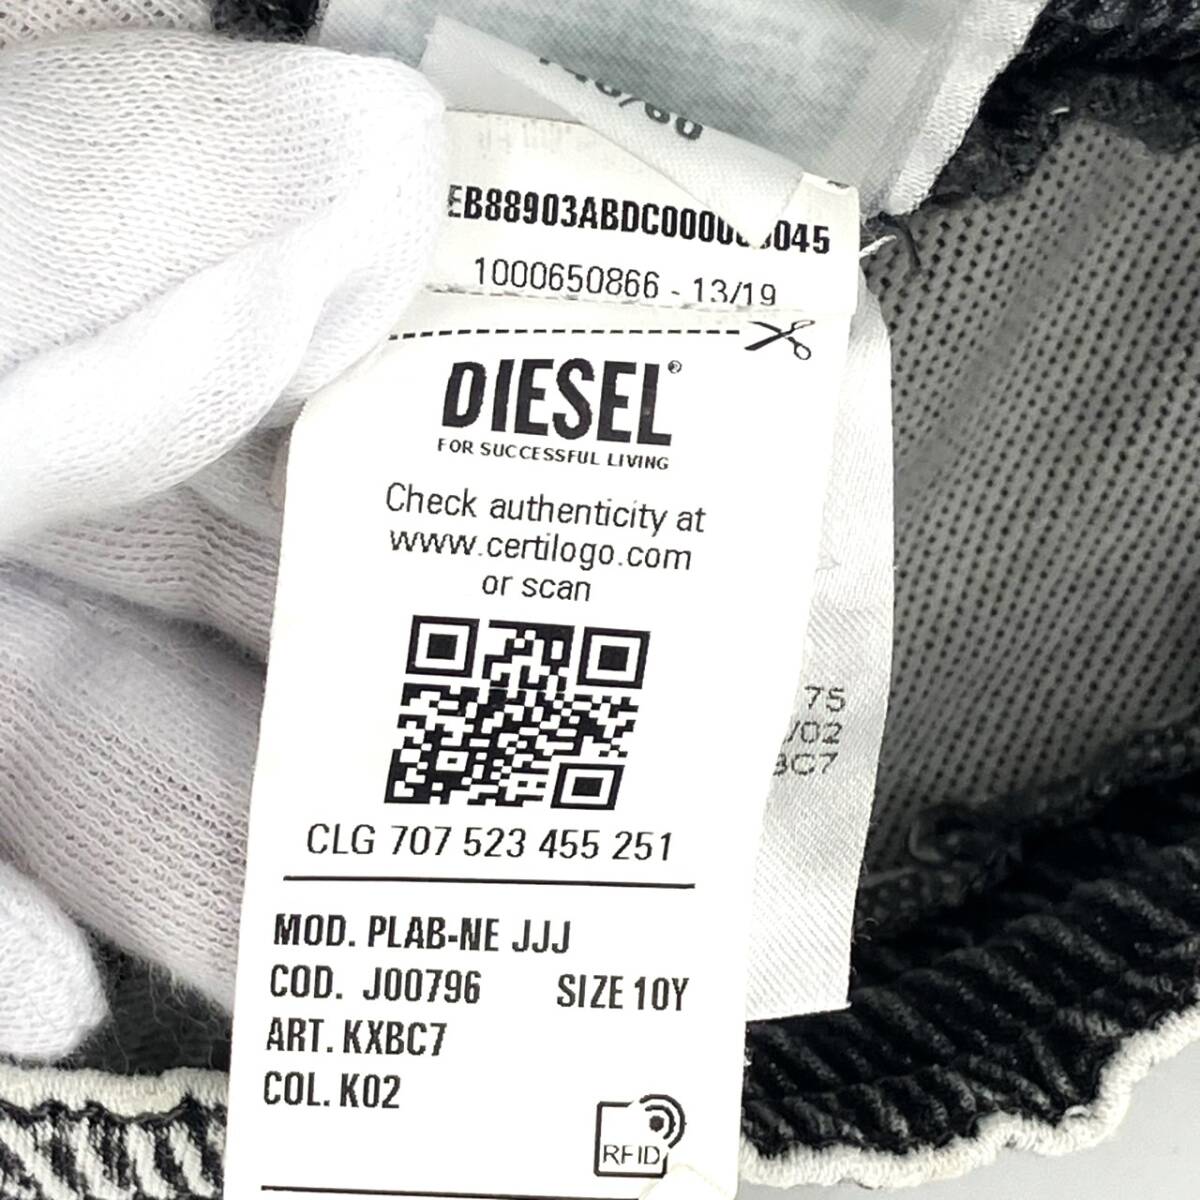 1000650866 - 13/19
DIESEL®
FOR SUCCESSFUL LIVING
Check authenticity at
www.certilogo.com
or scan
CLG 707 523 455 251
MOD. PLAB-NE JJJ
COD. J00796 SIZE 10Y
ART. KXBC7
COL. K02
RFID
75
/02
BC7